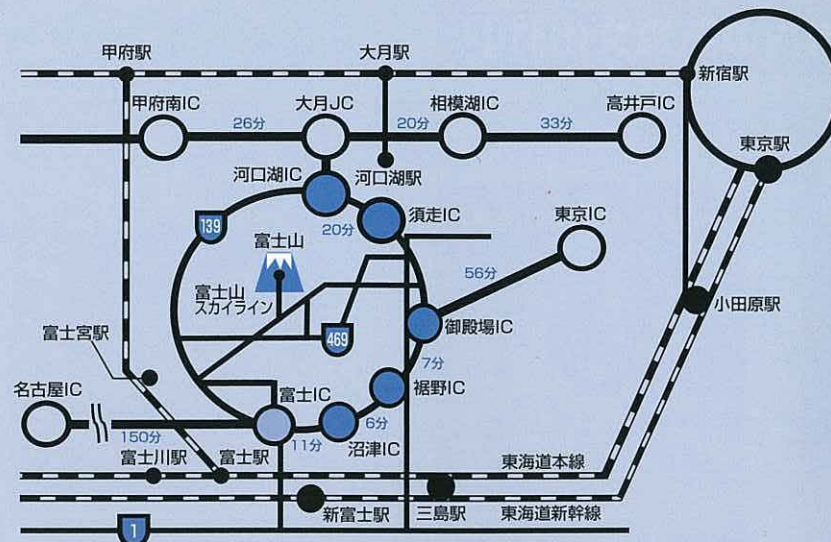 甲府駅
大月駅
新宿駅
甲府南IC
大月JC
相模湖IC
高井戸IC
26分
20分
33分
東京駅
河口湖IC
河口湖駅
139
20分
須走IC
富士山
東京IC
56分
富士山
スカイライン
469
御殿場IC
小田原駅
富士宮駅
7分
名古屋IC
富士IC
裾野IC
150分
11分
6分
沼津IC
富士川駅
富士駅
東海道本線
新富士駅
三島駅
東海道新幹線
1